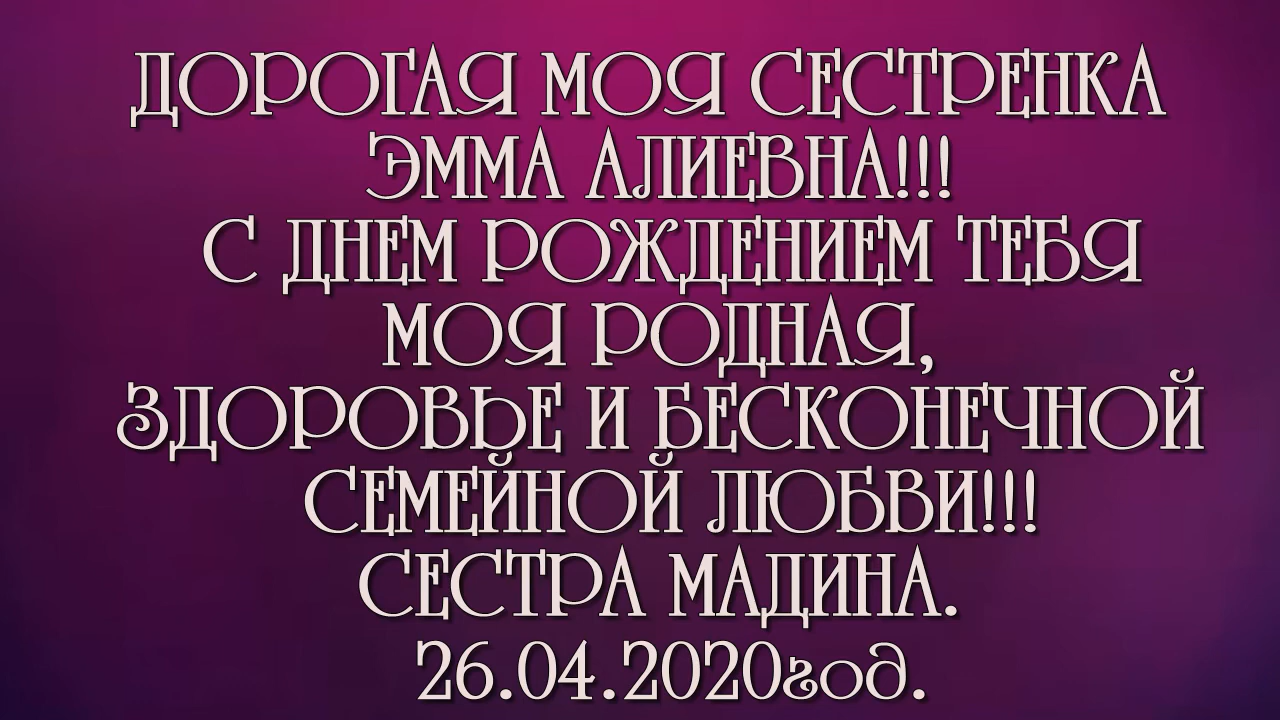 ДОРОГАЯ МОЯ СЕСТРЕНКА
ЭММА АЛИЕВНА!!!
С ДНЕМ РОЖДЕНИЕМ ТЕБЯ
МОЯ РОДНАЯ,
ЗДОРОВЬЕ И БЕСКОНЕЧНОЙ
СЕМЕЙНОЙ ЛЮБВИ!!!
СЕСТРА МАДИНА.
26.04.2020год.